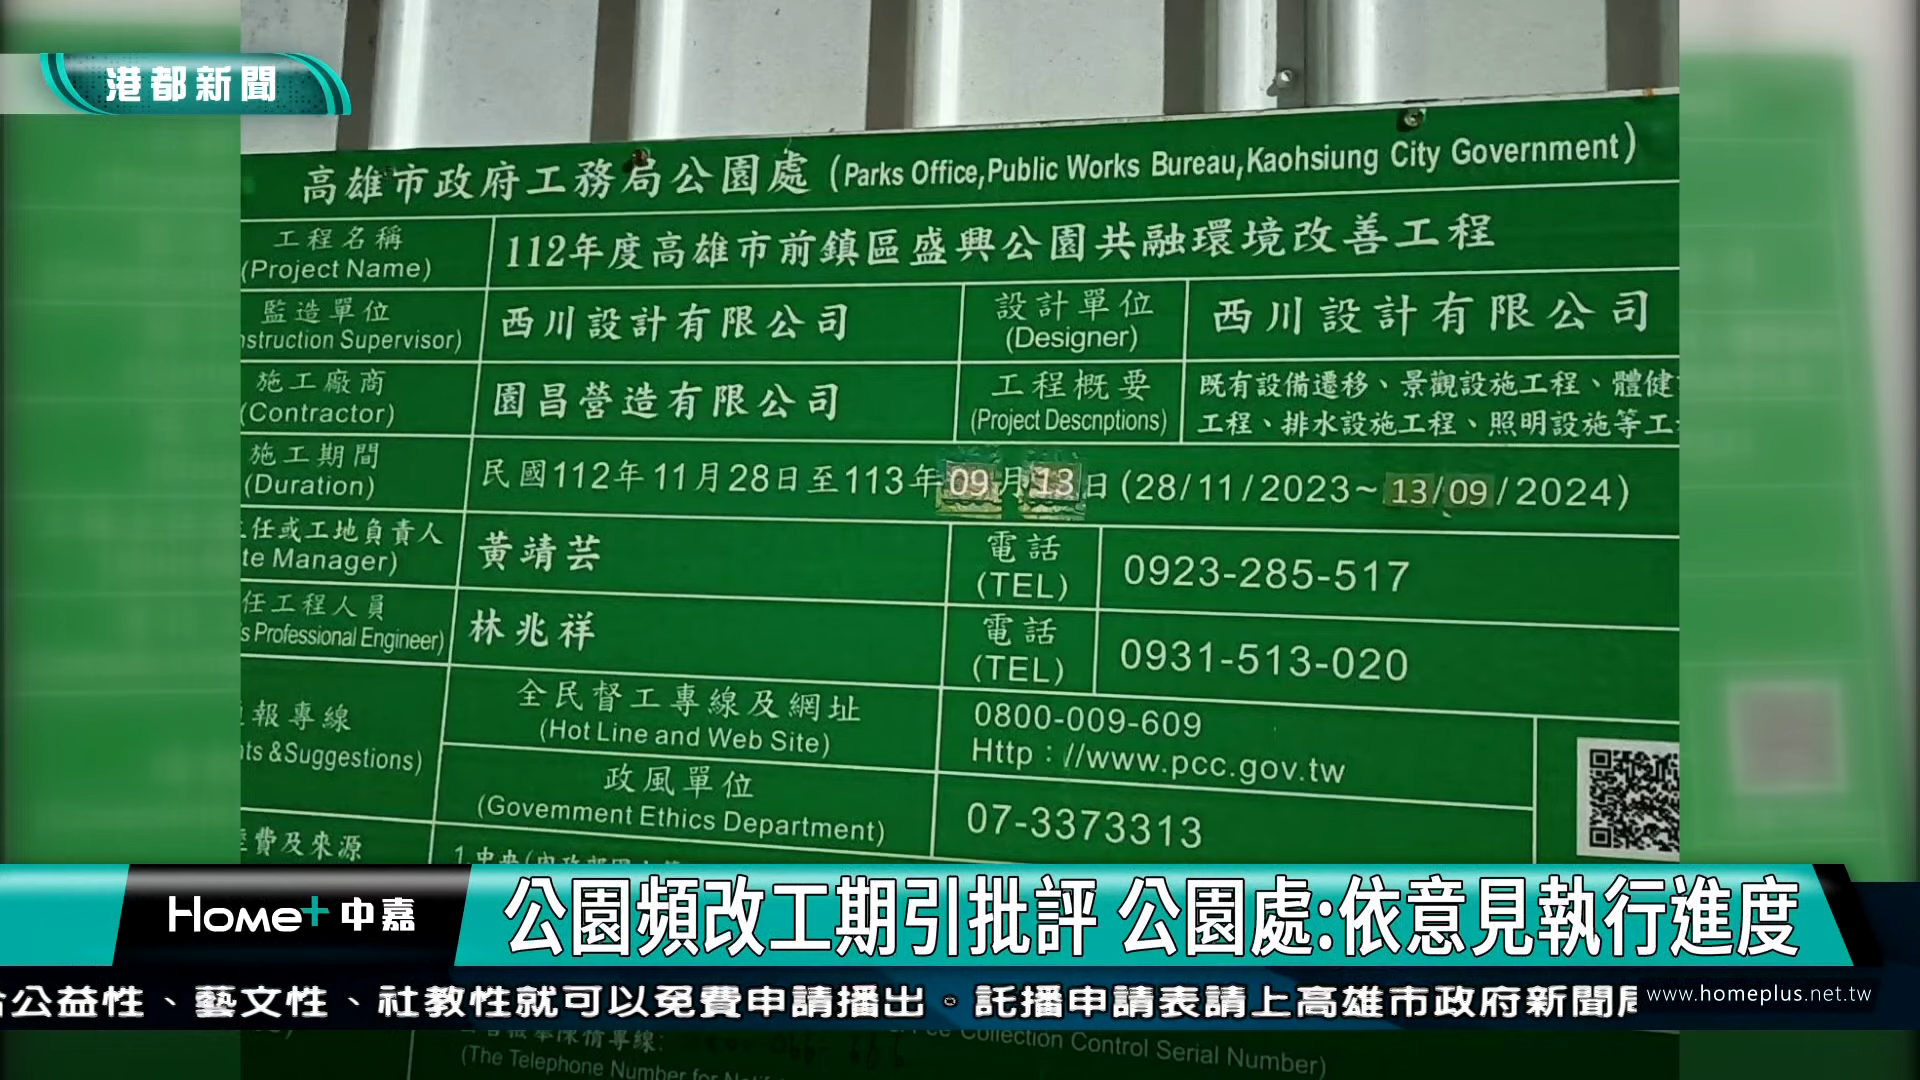 港都新聞
高雄市政府工務局公園處 (Parks Office,Public Works Bureau,Kaohsiung City Government)
工程名稱
(Project Name)
112年度高雄市前鎮區盛興公園共融環境改善工程
監造單位
nstruction Supervisor)
西川設計有限公司
設計單位
(Designer)
西川設計有限公司
施工廠商
(Contractor)
園昌營造有限公司
工程概要
(Project Descnptions)
既有設備遷移、景觀設施工程、體健
工程、排水設施工程、照明設施等工
施工期間
(Duration)
民國112年11月28日至113年09月13日 (28/11/2023~13/09/2024)
任或工地負責人
te Manager)
黃靖芸
電話
(TEL)
0923-285-517
任工程人員
's Professional Engineer)
林兆祥
電話
(TEL)
0931-513-020
報專線
nts &Suggestions)
全民督工專線及網址
(Hot Line and Web Site)
0800-009-609
Http：//www.pcc.gov.tw
政風單位
(Govemment Ethics Department)
07-3373313
費及來源
1.中央
Home+ 中嘉
公園頻改工期引批評 公園處:依意見執行進度
公益性、藝文性、社教性就可以免費申請播出。託播申請表請上高雄市政府新聞局
www.homeplus.net.tw
(The Telephone Number for
Collection Control Serial Number)